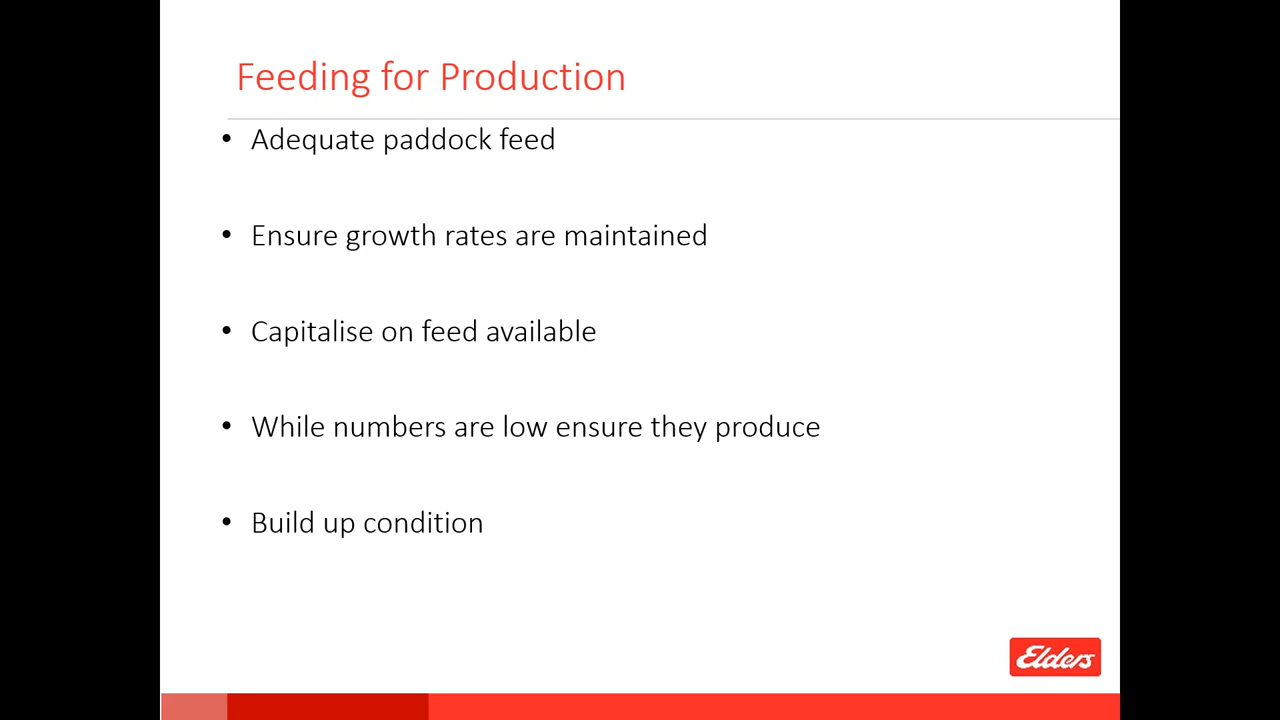 Feeding for Production
• Adequate paddock feed
• Ensure growth rates are maintained
• Capitalise on feed available
• While numbers are low ensure they produce
• Build up condition
Elders